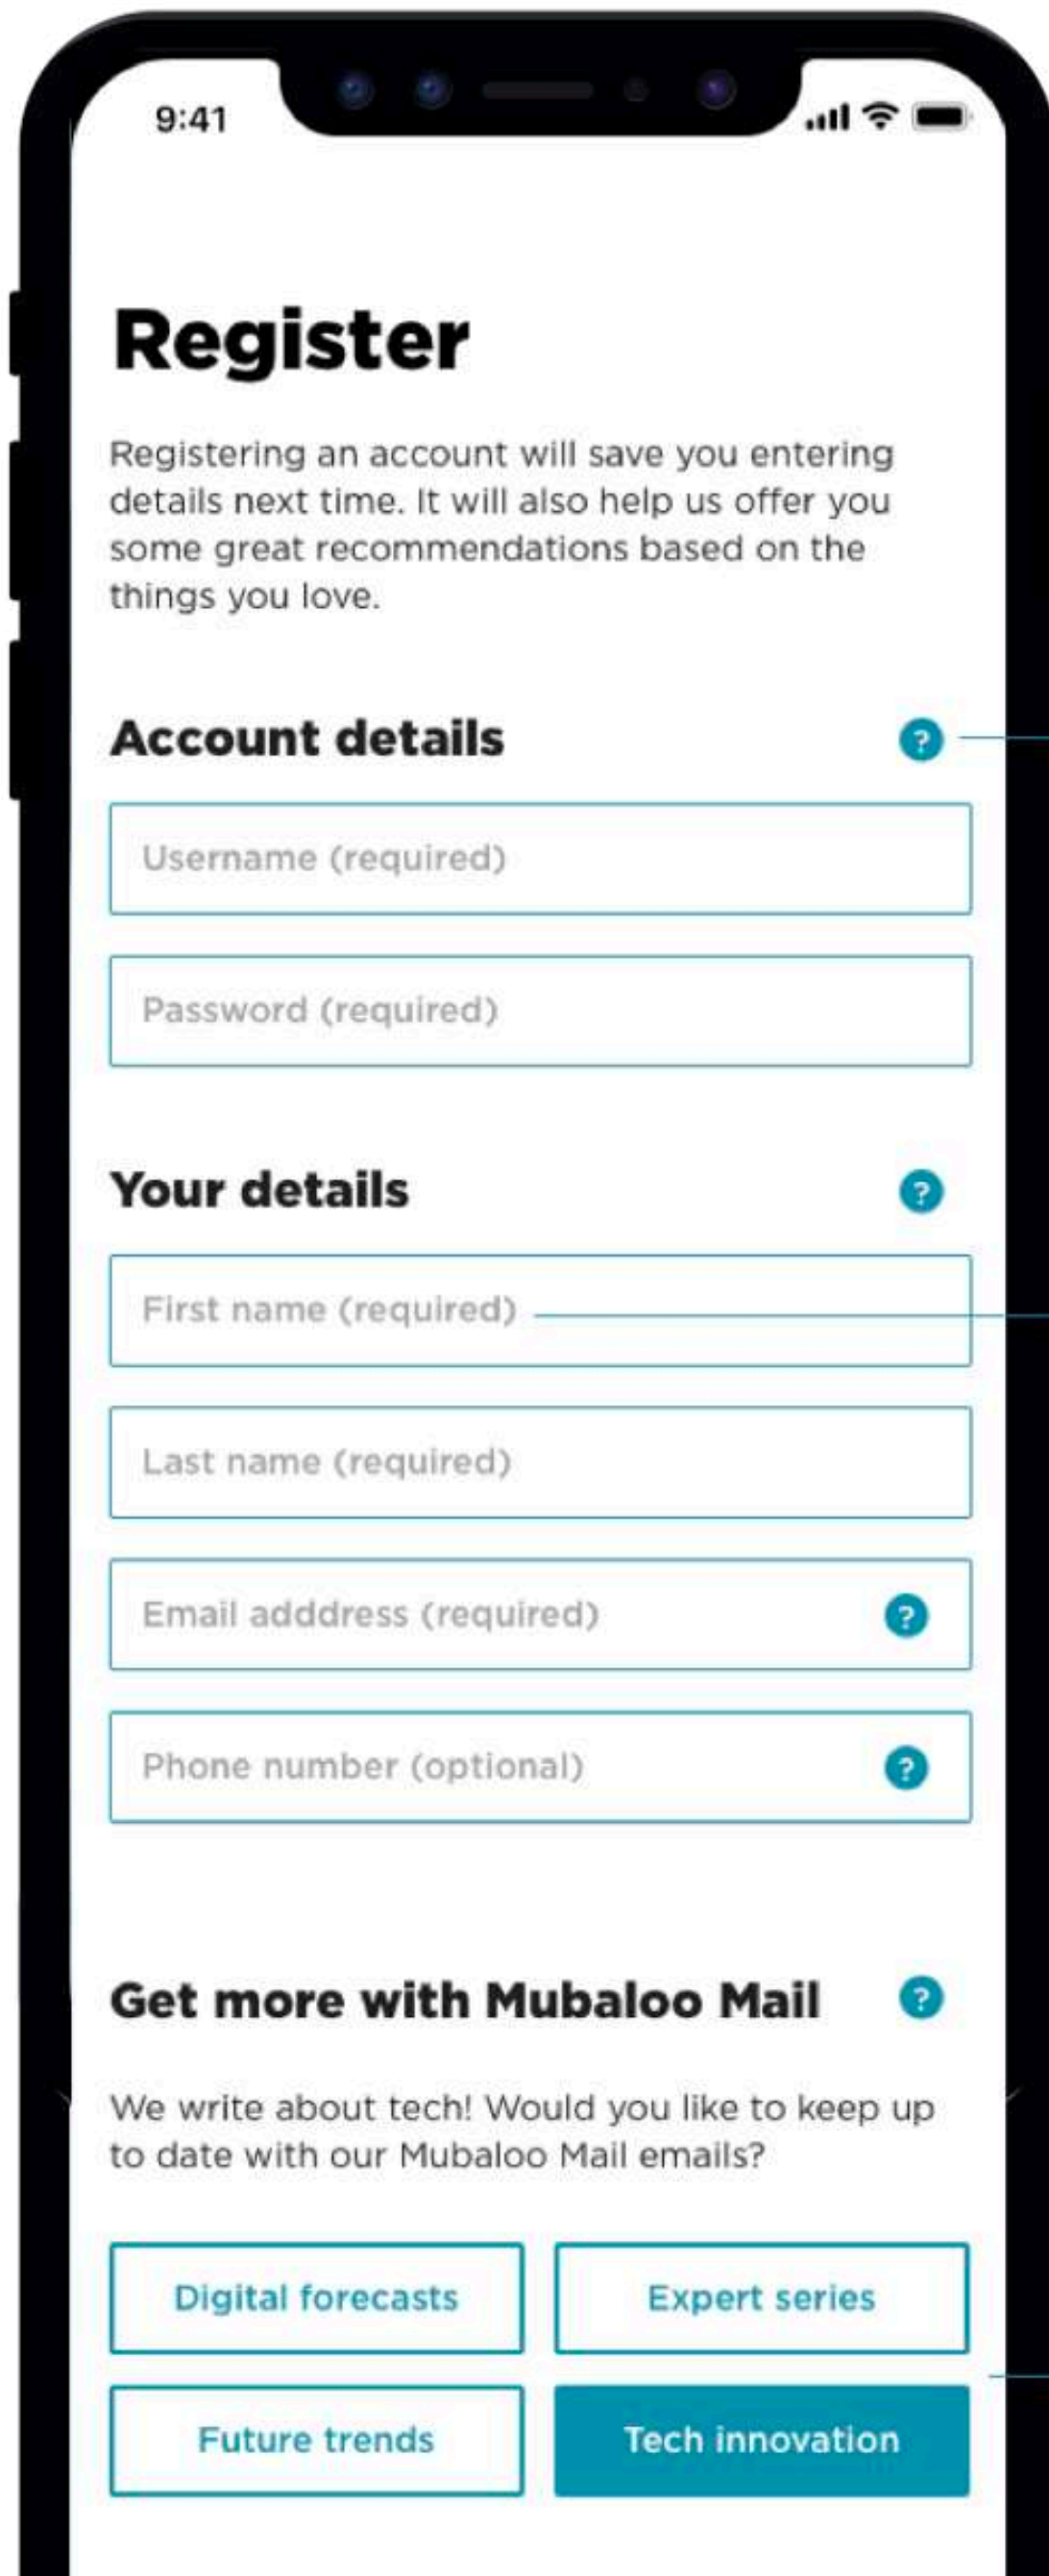 9:41
Register
Registering an account will save you entering
details next time. It will also help us offer you
some great recommendations based on the
things you love.
Account details ?
Username (required)
Password (required)
Your details ?
First name (required)
Last name (required)
Email adddress (required) ?
Phone number (optional) ?
Get more with Mubaloo Mail ?
We write about tech! Would you like to keep up
to date with our Mubaloo Mail emails?
Digital forecasts Expert series
Future trends Tech innovation